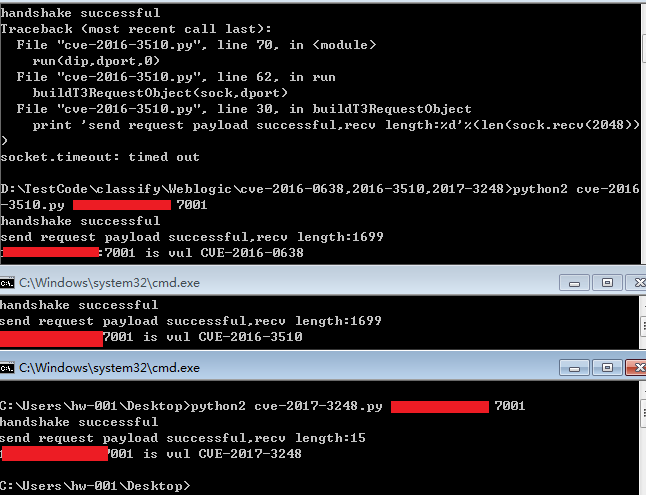 handshake successful
Traceback (most recent call last):
File "cve-2016-3510.py", line 70, in <module>
run(dip,dport,0)
File "cve-2016-3510.py", line 62, in run
buildT3RequestObject(sock,dport)
File "cve-2016-3510.py", line 30, in buildT3RequestObject
print 'send request payload successful,recv length:%d'%(len(sock.recv(2048))
)
socket.timeout: timed out
D:\TestCode\classify\Weblogic\cve-2016-0638,2016-3510,2017-3248>python2 cve-2016
-3510.py 7001
handshake successful
send request payload successful,recv length:1699
:7001 is vul CVE-2016-0638
C:\Windows\system32\cmd.exe
handshake successful
send request payload successful,recv length:1699
7001 is vul CVE-2016-3510
C:\Windows\system32\cmd.exe
C:\Users\hw-001\Desktop>python2 cve-2017-3248.py 7001
handshake successful
send request payload successful,recv length:15
7001 is vul CVE-2017-3248
C:\Users\hw-001\Desktop>